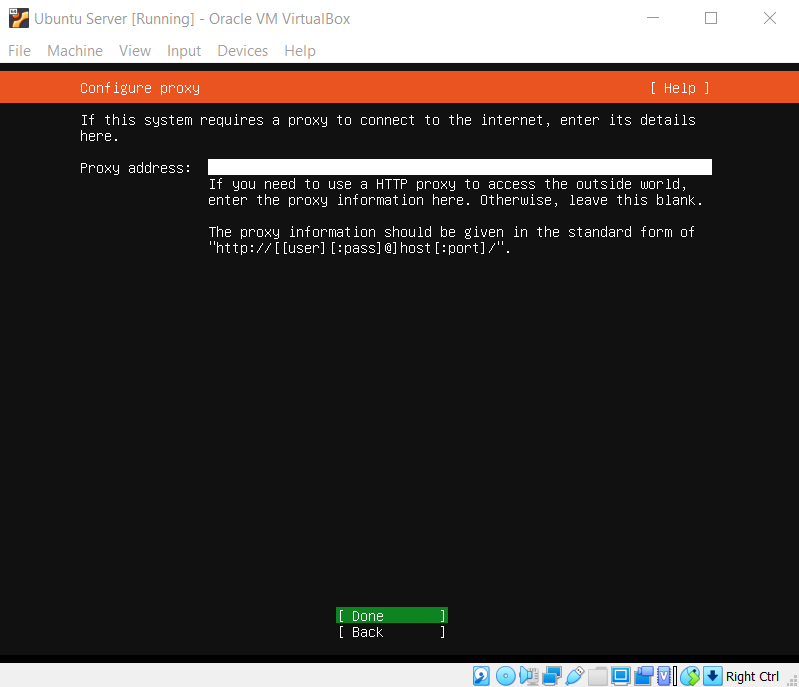 Ubuntu Server [Running] - Oracle VM VirtualBox
File Machine View Input Devices Help
Configure proxy [ Help ]
If this system requires a proxy to connect to the internet, enter its details
here.
Proxy address:
If you need to use a HTTP proxy to access the outside world,
enter the proxy information here. Otherwise, leave this blank.
The proxy information should be given in the standard form of
"http://[[user][:pass]@]host[:port]/".
[ Done ]
[ Back ]
Right Ctrl